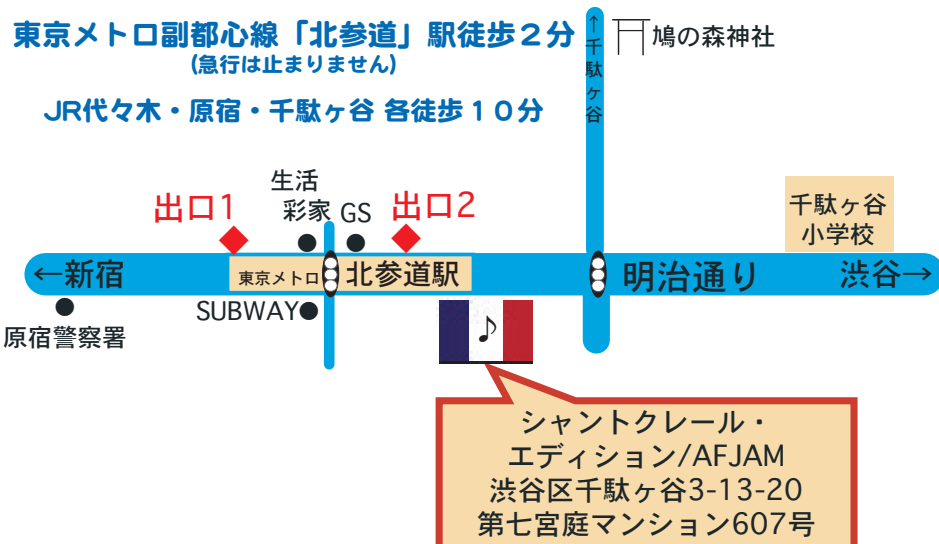 東京メトロ副都心線「北参道」駅徒歩２分
(急行は止まりません)
JR代々木・原宿・千駄ヶ谷 各徒歩１０分
↑千駄ヶ谷
鳩の森神社
生活
彩家
GS
出口1
出口2
千駄ヶ谷
小学校
←新宿
東京メトロ
北参道駅
明治通り
渋谷→
SUBWAY
原宿警察署
♪
シャントクレール・
エディション/AFJAM
渋谷区千駄ヶ谷3-13-20
第七宮庭マンション607号